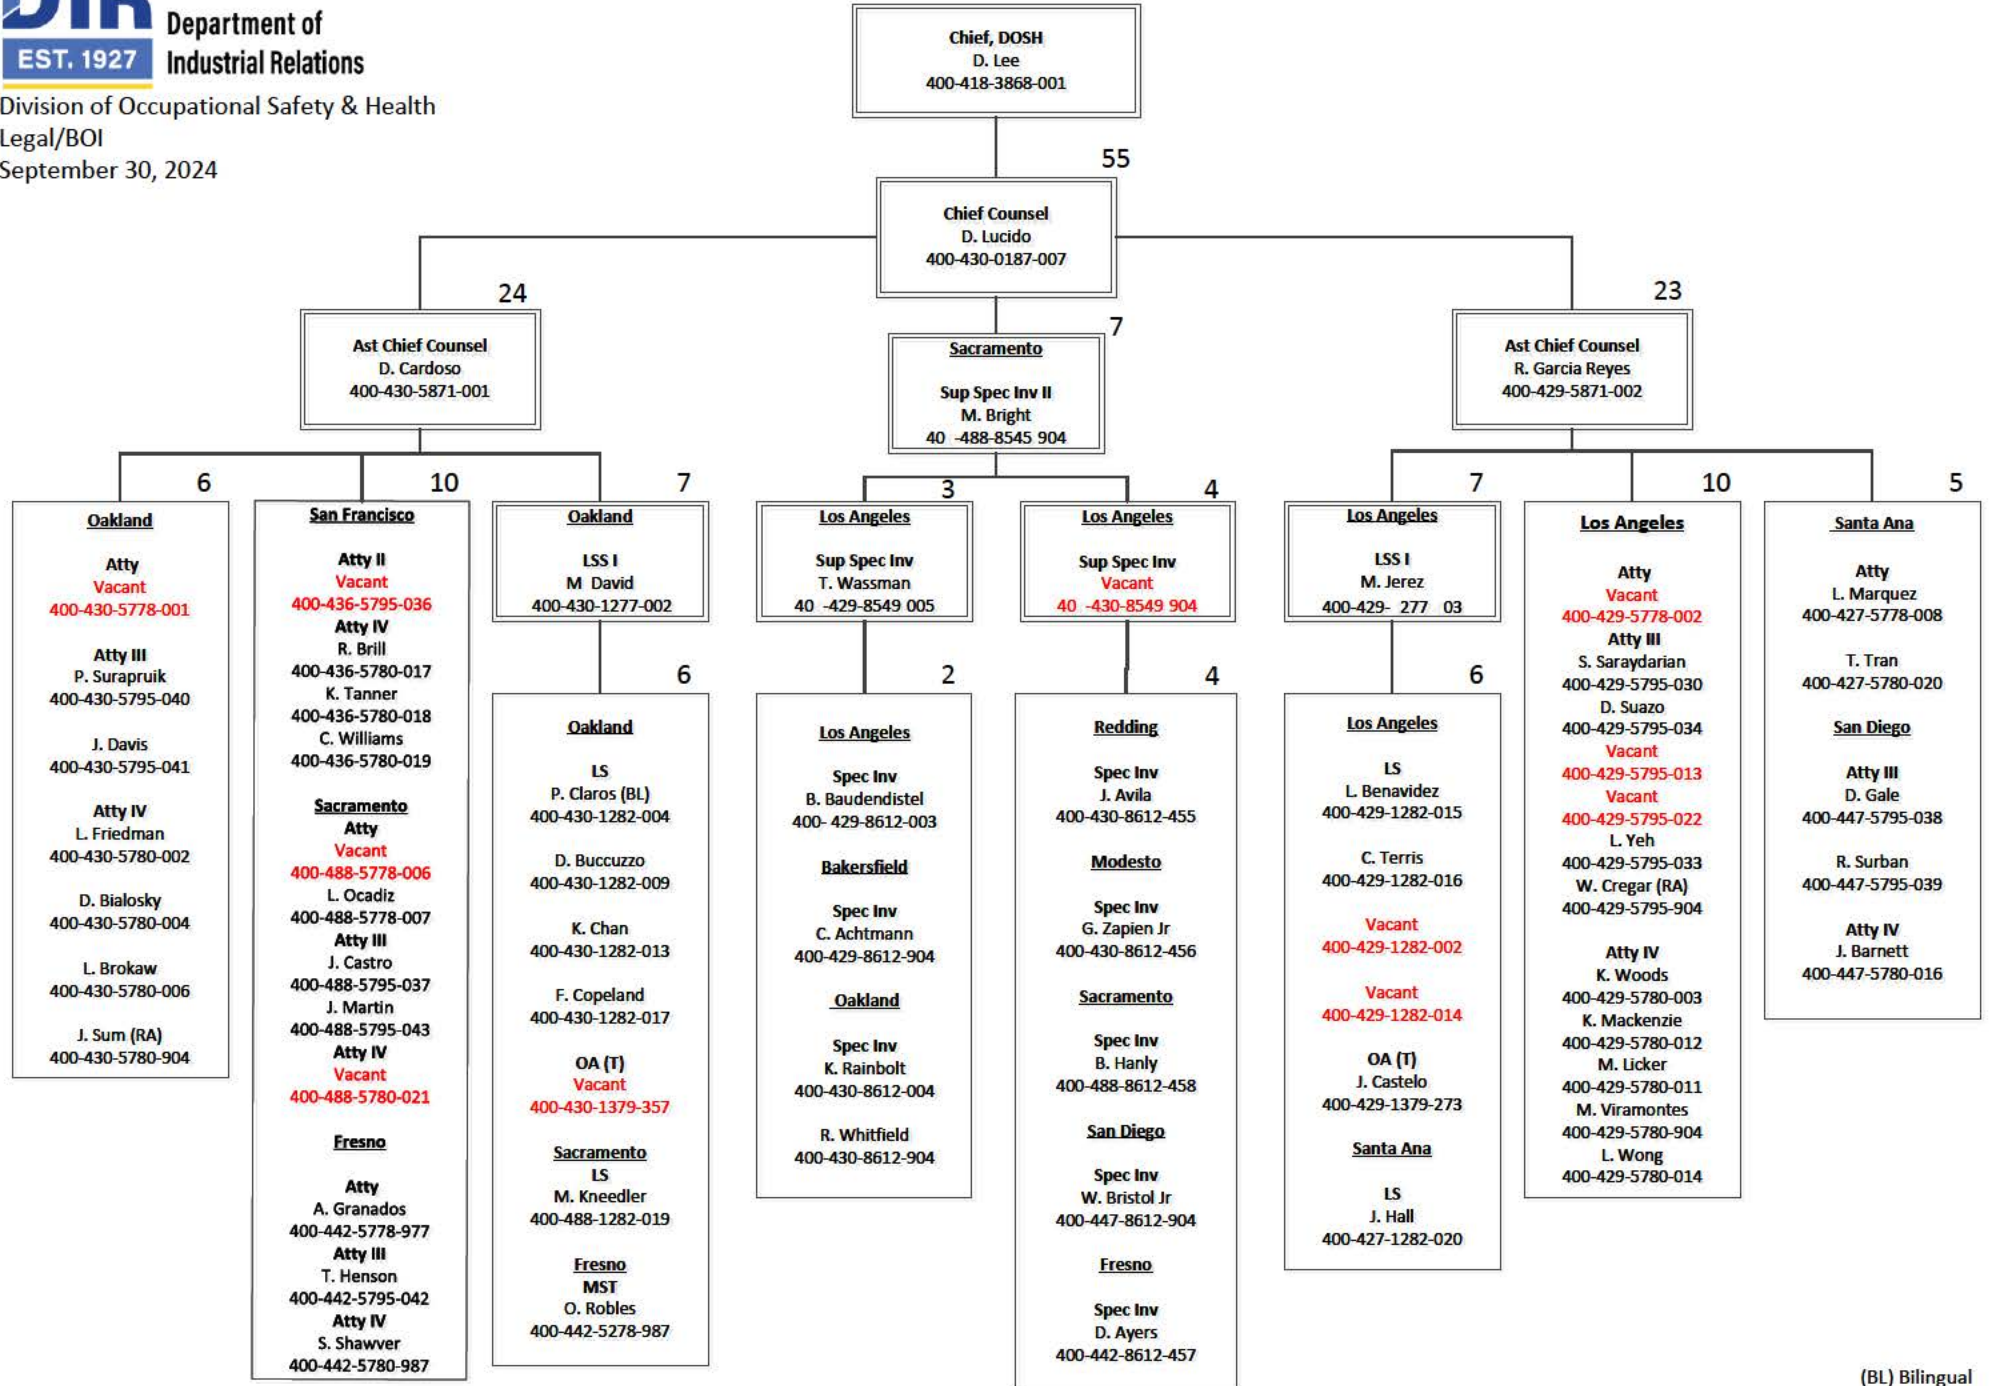 DIR
EST. 1927
Department of
Industrial Relations
Division of Occupational Safety & Health
Legal/BOI
September 30, 2024
Chief, DOSH
D. Lee
400-418-3868-001
55
Chief Counsel
D. Lucido
400-430-0187-007
24
Ast Chief Counsel
D. Cardoso
400-430-5871-001
7
Sacramento
Sup Spec Inv II
M. Bright
40 -488-8545 904
23
Ast Chief Counsel
R. Garcia Reyes
400-429-5871-002
6
Oakland
Atty
Vacant
400-430-5778-001
Atty III
P. Surapruik
400-430-5795-040
J. Davis
400-430-5795-041
Atty IV
L. Friedman
400-430-5780-002
D. Bialosky
400-430-5780-004
L. Brokaw
400-430-5780-006
J. Sum (RA)
400-430-5780-904
10
San Francisco
Atty II
Vacant
400-436-5795-036
Atty IV
R. Brill
400-436-5780-017
K. Tanner
400-436-5780-018
C. Williams
400-436-5780-019
Sacramento
Atty
Vacant
400-488-5778-006
L. Ocadiz
400-488-5778-007
Atty III
J. Castro
400-488-5795-037
J. Martin
400-488-5795-043
Atty IV
Vacant
400-488-5780-021
Fresno
Atty
A. Granados
400-442-5778-977
Atty III
T. Henson
400-442-5795-042
Atty IV
S. Shawver
400-442-5780-987
7
Oakland
LSS I
M David
400-430-1277-002
6
Oakland
LS
P. Claros (BL)
400-430-1282-004
D. Buccuzzo
400-430-1282-009
K. Chan
400-430-1282-013
F. Copeland
400-430-1282-017
OA (T)
Vacant
400-430-1379-357
Sacramento
LS
M. Kneedler
400-488-1282-019
Fresno
MST
O. Robles
400-442-5278-987
3
Los Angeles
Sup Spec Inv
T. Wassman
40 -429-8549 005
2
Los Angeles
Spec Inv
B. Baudendistel
400- 429-8612-003
Bakersfield
Spec Inv
C. Achtmann
400-429-8612-904
Oakland
Spec Inv
K. Rainbolt
400-430-8612-004
R. Whitfield
400-430-8612-904
4
Los Angeles
Sup Spec Inv
Vacant
40 -430-8549 904
4
Redding
Spec Inv
J. Avila
400-430-8612-455
Modesto
Spec Inv
G. Zapien Jr
400-430-8612-456
Sacramento
Spec Inv
B. Hanly
400-488-8612-458
San Diego
Spec Inv
W. Bristol Jr
400-447-8612-904
Fresno
Spec Inv
D. Ayers
400-442-8612-457
7
Los Angeles
LSS I
M. Jerez
400-429- 277 03
6
Los Angeles
LS
L. Benavidez
400-429-1282-015
C. Terris
400-429-1282-016
Vacant
400-429-1282-002
Vacant
400-429-1282-014
OA (T)
J. Castelo
400-429-1379-273
Santa Ana
LS
J. Hall
400-427-1282-020
10
Los Angeles
Atty
Vacant
400-429-5778-002
Atty III
S. Saraydarian
400-429-5795-030
D. Suazo
400-429-5795-034
Vacant
400-429-5795-013
Vacant
400-429-5795-022
L. Yeh
400-429-5795-033
W. Cregar (RA)
400-429-5795-904
Atty IV
K. Woods
400-429-5780-003
K. Mackenzie
400-429-5780-012
M. Licker
400-429-5780-011
M. Viramontes
400-429-5780-904
L. Wong
400-429-5780-014
5
Santa Ana
Atty
L. Marquez
400-427-5778-008
T. Tran
400-427-5780-020
San Diego
Atty III
D. Gale
400-447-5795-038
R. Surban
400-447-5795-039
Atty IV
J. Barnett
400-447-5780-016
(BL) Bilingual